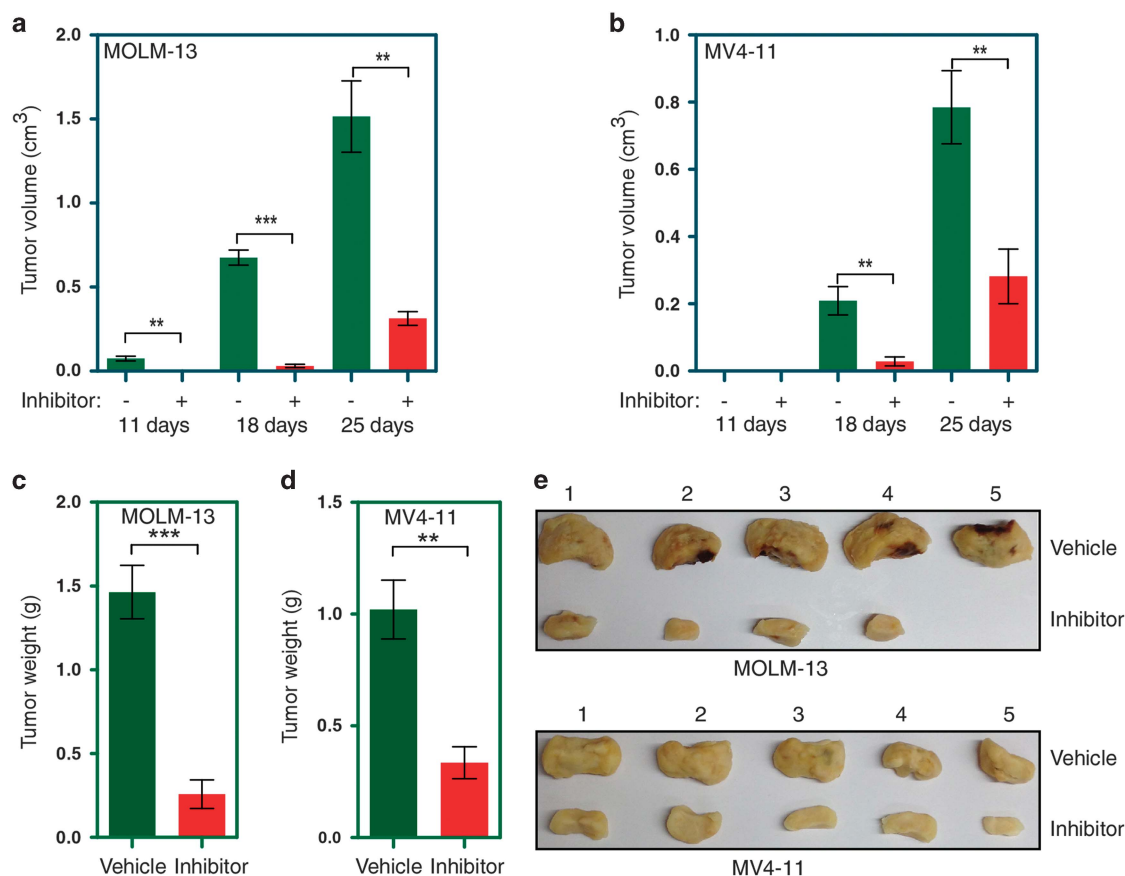 a
2.0
1.5
1.0
0.5
0.0
Tumor volume (cm3)
MOLM-13
**
***
**
Inhibitor: - + - + - +
11 days 18 days 25 days
b
1.0
0.8
0.6
0.4
0.2
0.0
Tumor volume (cm3)
MV4-11
**
**
Inhibitor: - + - + - +
11 days 18 days 25 days
c
2.0
1.5
1.0
0.5
0.0
Tumor weight (g)
MOLM-13
***
Vehicle Inhibitor
d
1.5
1.0
0.5
0.0
Tumor weight (g)
MV4-11
**
Vehicle Inhibitor
e
1 2 3 4 5
Vehicle
Inhibitor
MOLM-13
1 2 3 4 5
Vehicle
Inhibitor
MV4-11